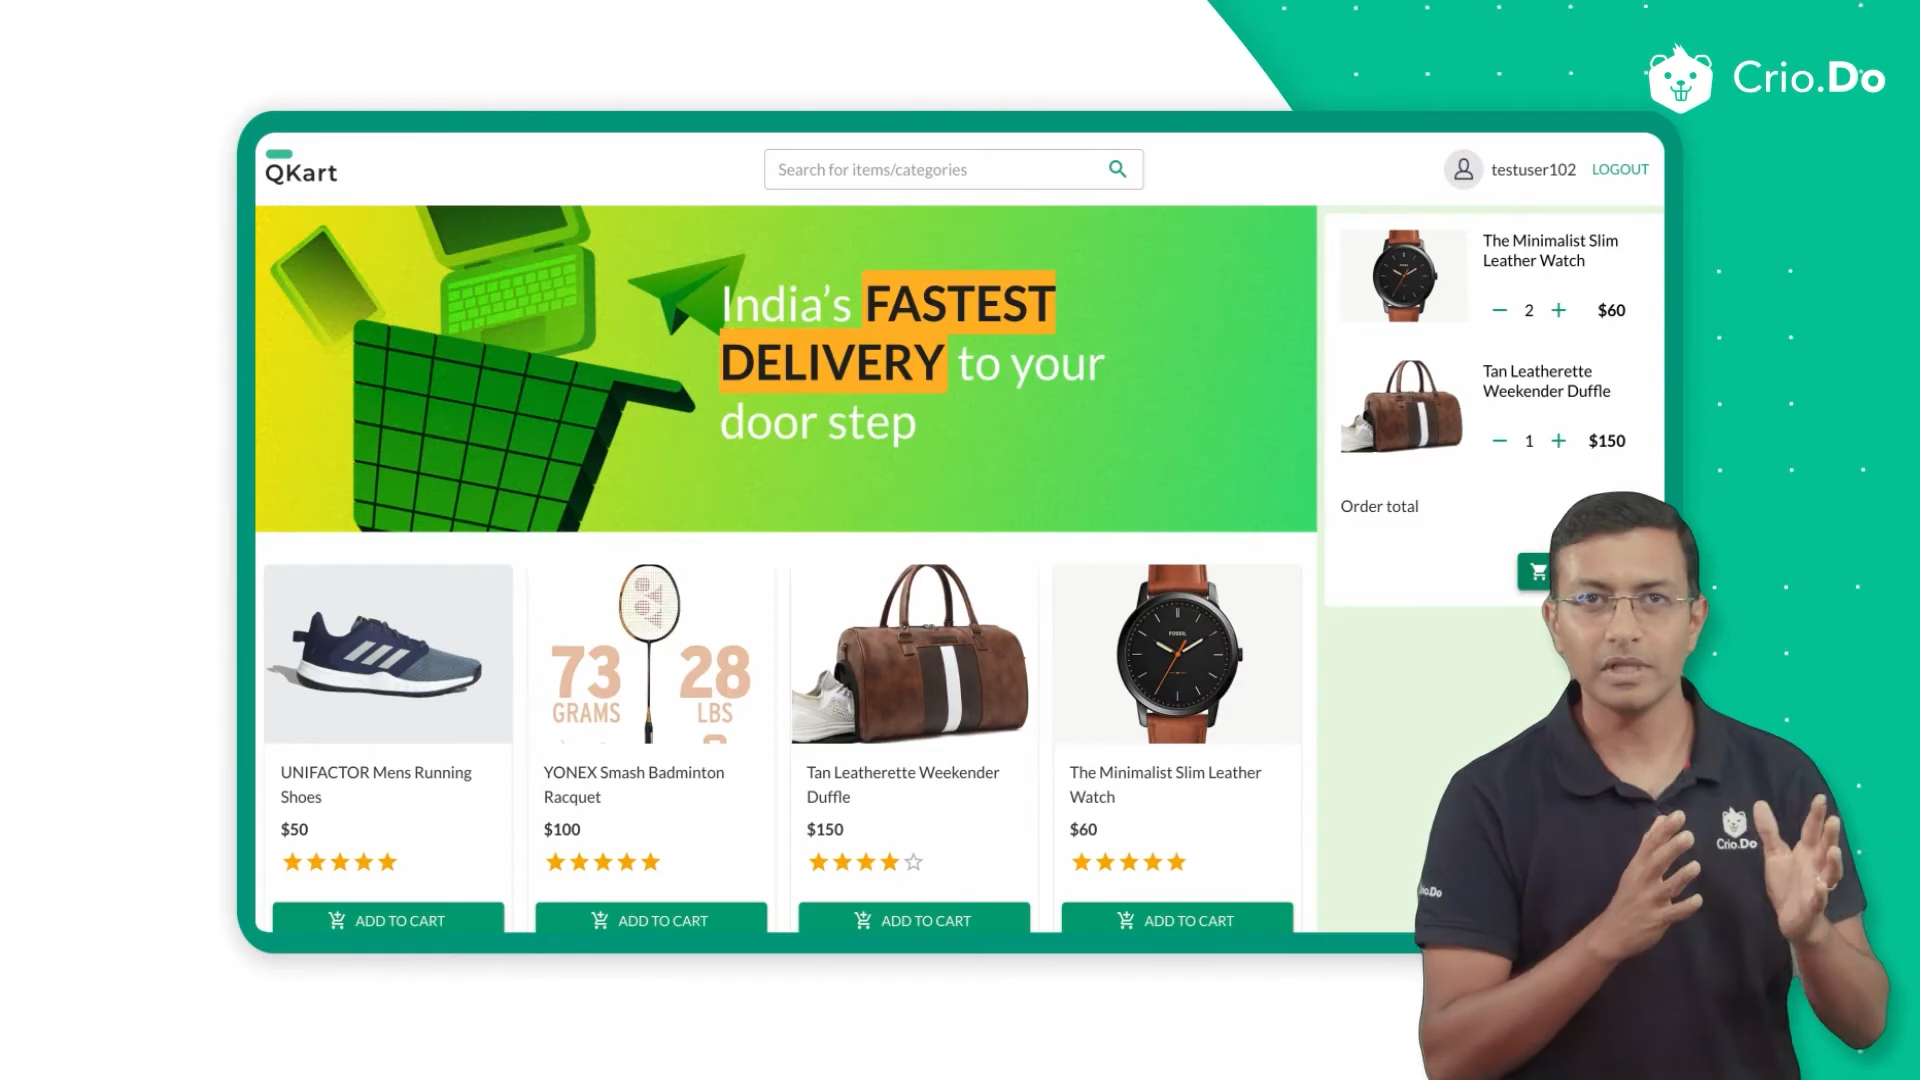 Crio.Do
QKart
Search for items/categories
testuser102 LOGOUT
India’s FASTEST
DELIVERY to your
door step
The Minimalist Slim
Leather Watch
2 $60
Tan Leatherette
Weekender Duffle
1 $150
Order total
73
GRAMS
28
LBS
FOSSIL
UNIFACTOR Mens Running
Shoes
$50
ADD TO CART
YONEX Smash Badminton
Racquet
$100
ADD TO CART
Tan Leatherette Weekender
Duffle
$150
ADD TO CART
The Minimalist Slim Leather
Watch
$60
ADD TO CART
Crio.Do